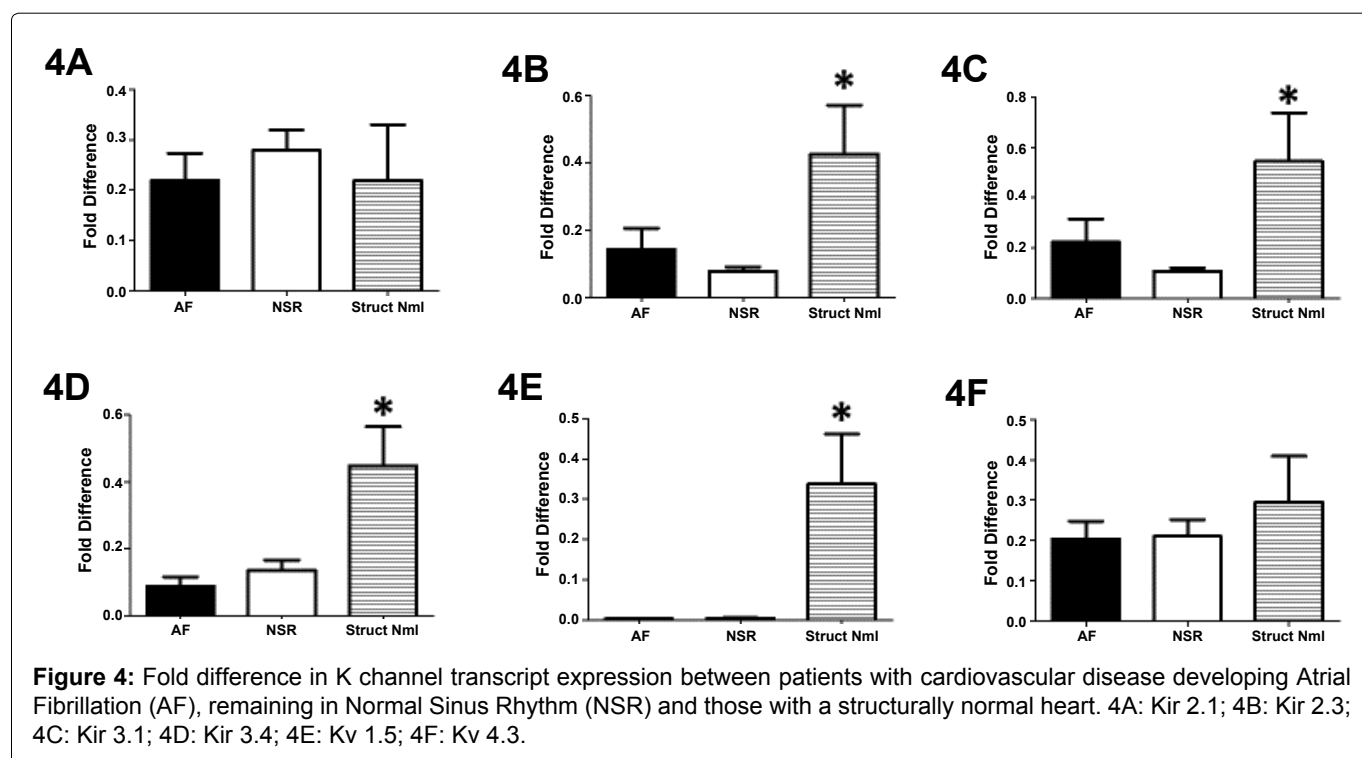 4A
Fold Difference
0.4
0.3
0.2
0.1
0.0
AF NSR Struct Nml
4B
*
Fold Difference
0.6
0.4
0.2
0.0
AF NSR Struct Nml
4C
*
Fold Difference
0.8
0.6
0.4
0.2
0.0
AF NSR Struct Nml
4D
*
Fold Difference
0.6
0.4
0.2
0.0
AF NSR Struct Nml
4E
*
Fold Difference
0.5
0.4
0.3
0.2
0.1
0.0
AF NSR Struct Nml
4F
Fold Difference
0.5
0.4
0.3
0.2
0.1
0.0
AF NSR Struct Nml
Figure 4: Fold difference in K channel transcript expression between patients with cardiovascular disease developing Atrial
Fibrillation (AF), remaining in Normal Sinus Rhythm (NSR) and those with a structurally normal heart. 4A: Kir 2.1; 4B: Kir 2.3;
4C: Kir 3.1; 4D: Kir 3.4; 4E: Kv 1.5; 4F: Kv 4.3.